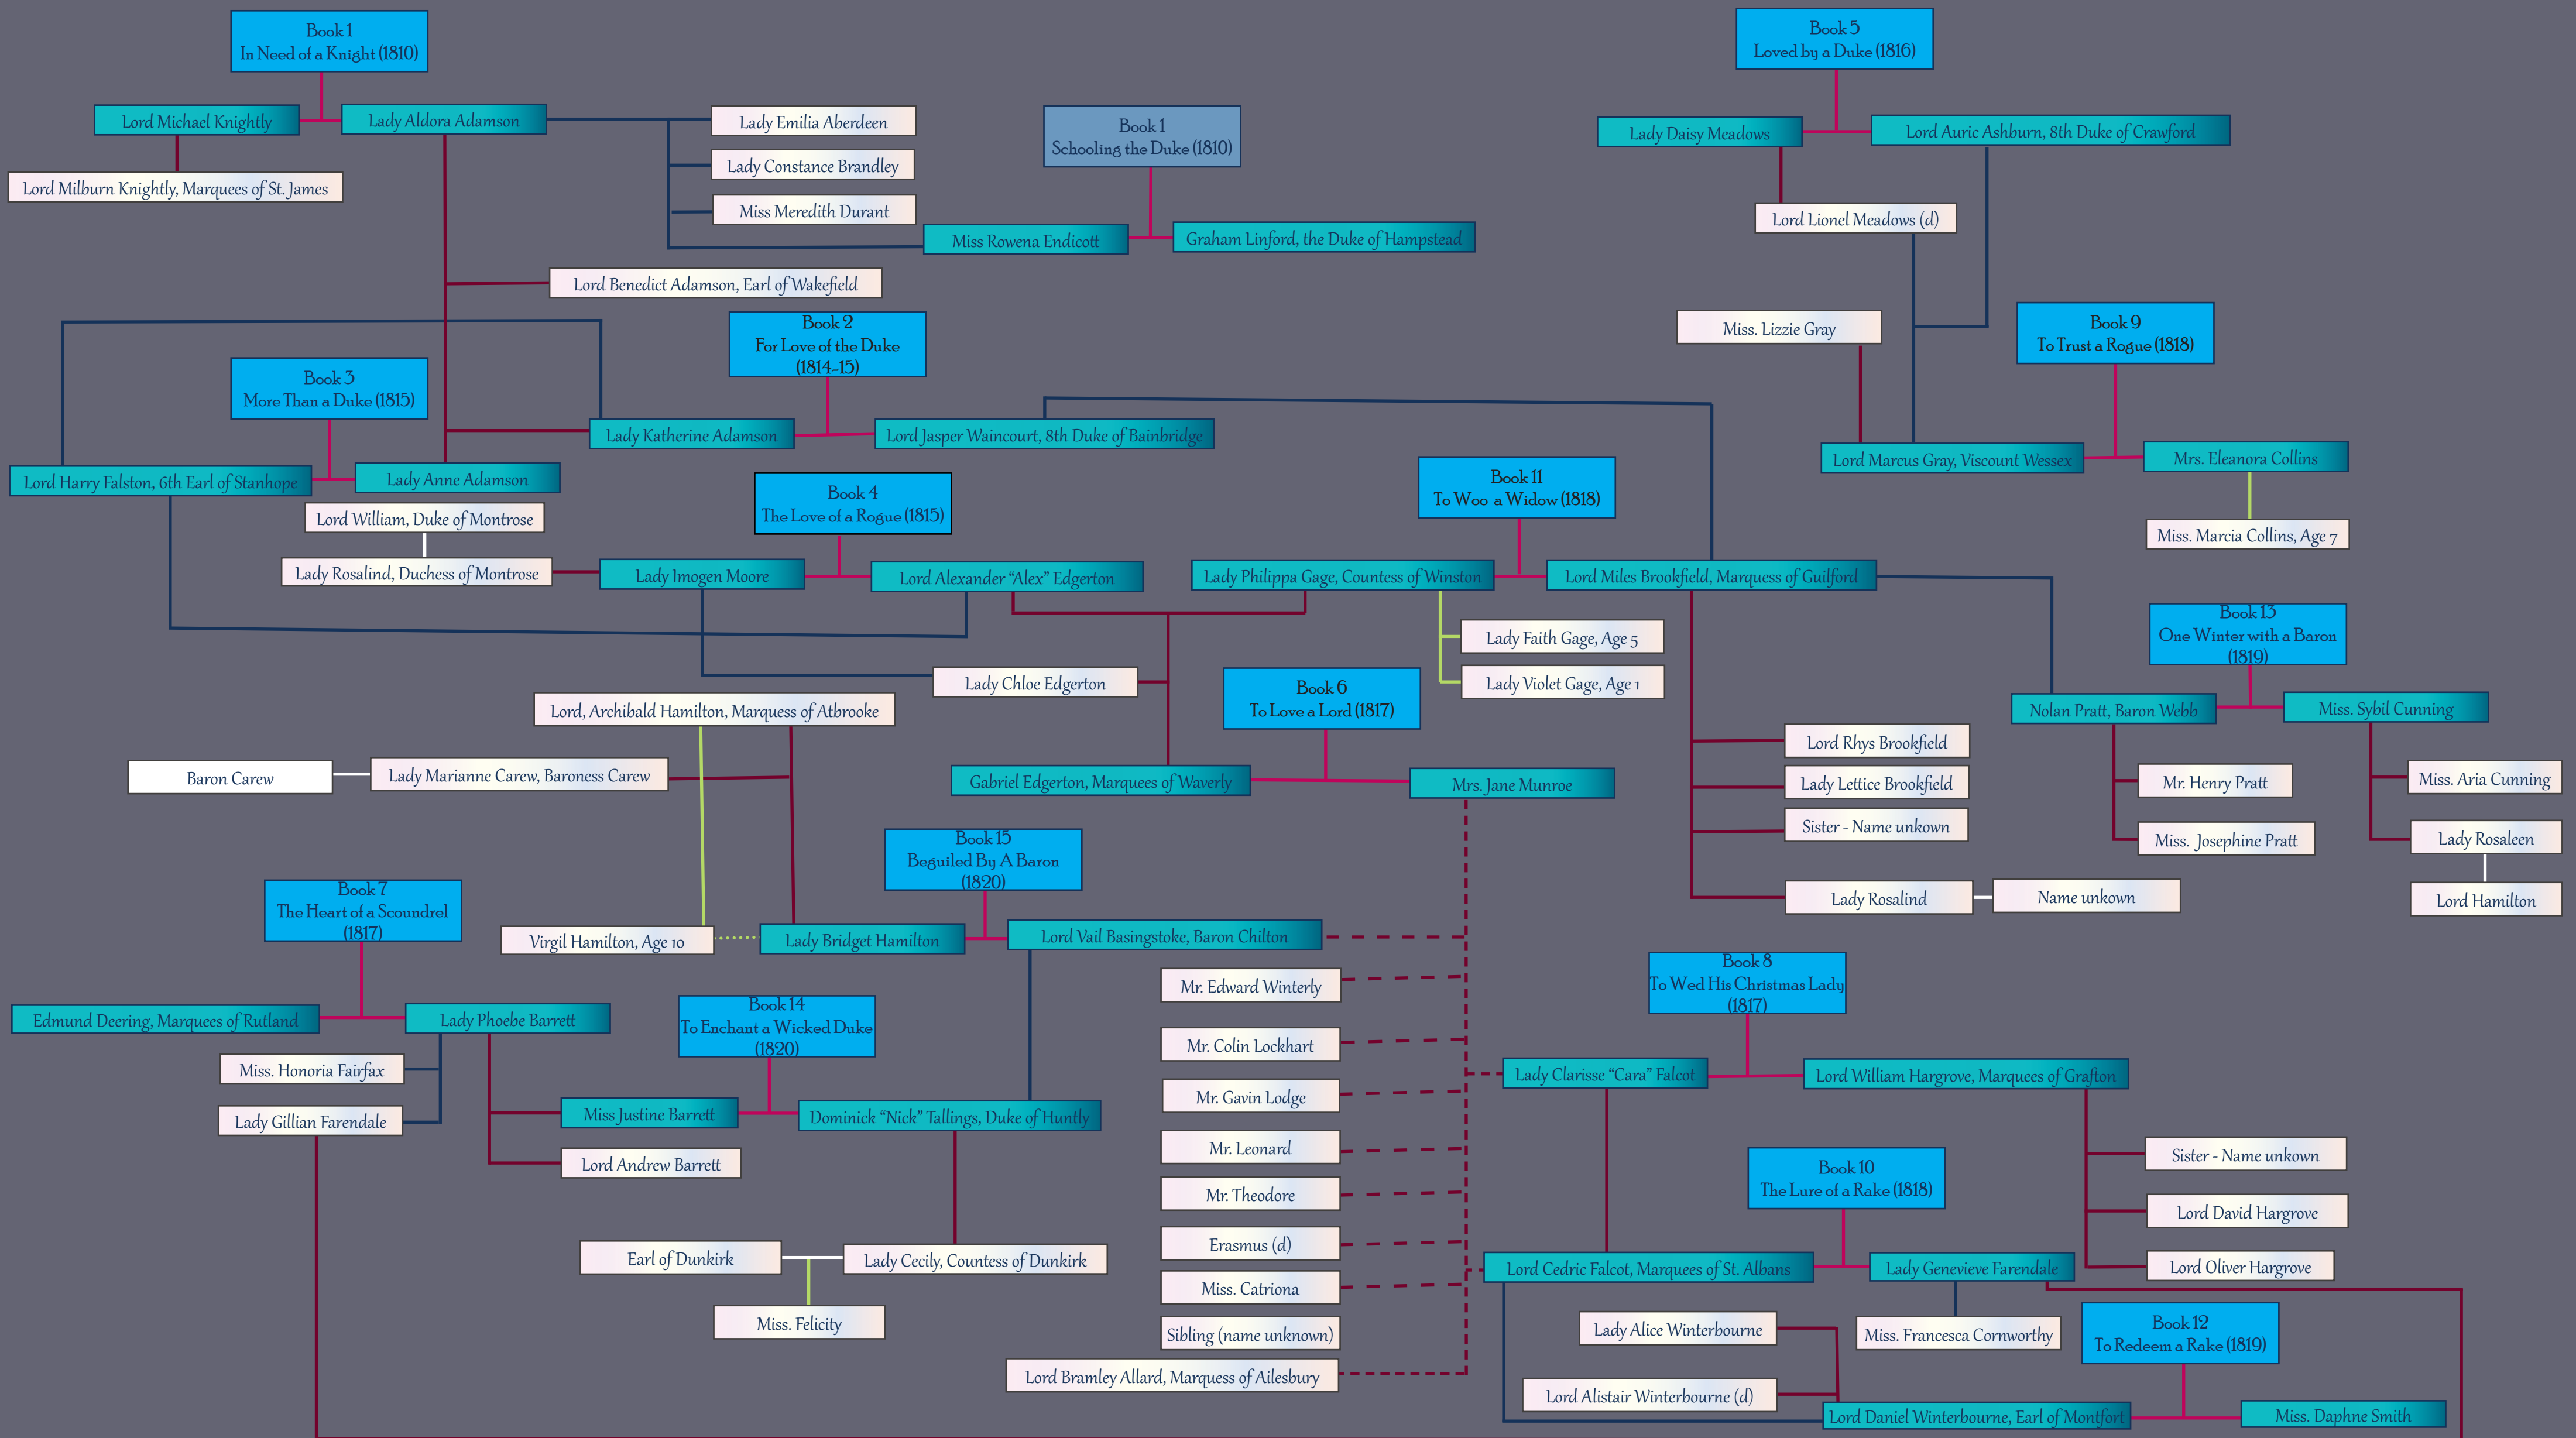 Book 1
In Need of a Knight (1810)
Book 5
Loved by a Duke (1816)
Lord Michael Knightly
Lady Aldora Adamson
Lady Emilia Aberdeen
Book 1
Schooling the Duke (1810)
Lady Daisy Meadows
Lord Auric Ashburn, 8th Duke of Crawford
Lady Constance Brandley
Lord Milburn Knightly, Marquees of St. James
Miss Meredith Durant
Lord Lionel Meadows (d)
Miss Rowena Endicott
Graham Linford, the Duke of Hampstead
Lord Benedict Adamson, Earl of Wakefield
Book 2
For Love of the Duke
(1814-15)
Miss. Lizzie Gray
Book 9
To Trust a Rogue (1818)
Book 3
More Than a Duke (1815)
Lady Katherine Adamson
Lord Jasper Waincourt, 8th Duke of Bainbridge
Lord Marcus Gray, Viscount Wessex
Mrs. Eleanora Collins
Lord Harry Falston, 6th Earl of Stanhope
Lady Anne Adamson
Book 4
The Love of a Rogue (1815)
Book 11
To Woo a Widow (1818)
Lord William, Duke of Montrose
Miss. Marcia Collins, Age 7
Lady Rosalind, Duchess of Montrose
Lady Imogen Moore
Lord Alexander “Alex” Edgerton
Lady Philippa Gage, Countess of Winston
Lord Miles Brookfield, Marquess of Guilford
Book 13
One Winter with a Baron
(1819)
Lady Faith Gage, Age 5
Lady Chloe Edgerton
Lady Violet Gage, Age 1
Book 6
To Love a Lord (1817)
Lord, Archibald Hamilton, Marquess of Atbrooke
Nolan Pratt, Baron Webb
Miss. Sybil Cunning
Lord Rhys Brookfield
Baron Carew
Lady Marianne Carew, Baroness Carew
Gabriel Edgerton, Marquees of Waverly
Mrs. Jane Munroe
Lady Lettice Brookfield
Mr. Henry Pratt
Miss. Aria Cunning
Sister - Name unkown
Miss. Josephine Pratt
Lady Rosaleen
Book 15
Beguiled By A Baron
(1820)
Book 7
The Heart of a Scoundrel
(1817)
Lady Rosalind
Name unkown
Lord Hamilton
Virgil Hamilton, Age 10
Lady Bridget Hamilton
Lord Vail Basingstoke, Baron Chilton
Mr. Edward Winterly
Book 8
To Wed His Christmas Lady
(1817)
Edmund Deering, Marquees of Rutland
Lady Phoebe Barrett
Book 14
To Enchant a Wicked Duke
(1820)
Mr. Colin Lockhart
Miss. Honoria Fairfax
Lady Clarisse “Cara” Falcot
Lord William Hargrove, Marquees of Grafton
Mr. Gavin Lodge
Lady Gillian Farendale
Miss Justine Barrett
Dominick “Nick” Tallings, Duke of Huntly
Mr. Leonard
Sister - Name unkown
Lord Andrew Barrett
Book 10
The Lure of a Rake (1818)
Mr. Theodore
Lord David Hargrove
Erasmus (d)
Earl of Dunkirk
Lady Cecily, Countess of Dunkirk
Lord Cedric Falcot, Marquees of St. Albans
Lady Genevieve Farendale
Lord Oliver Hargrove
Miss. Catriona
Miss. Felicity
Sibling (name unknown)
Lady Alice Winterbourne
Miss. Francesca Cornworthy
Book 12
To Redeem a Rake (1819)
Lord Bramley Allard, Marquess of Ailesbury
Lord Alistair Winterbourne (d)
Lord Daniel Winterbourne, Earl of Montfort
Miss. Daphne Smith